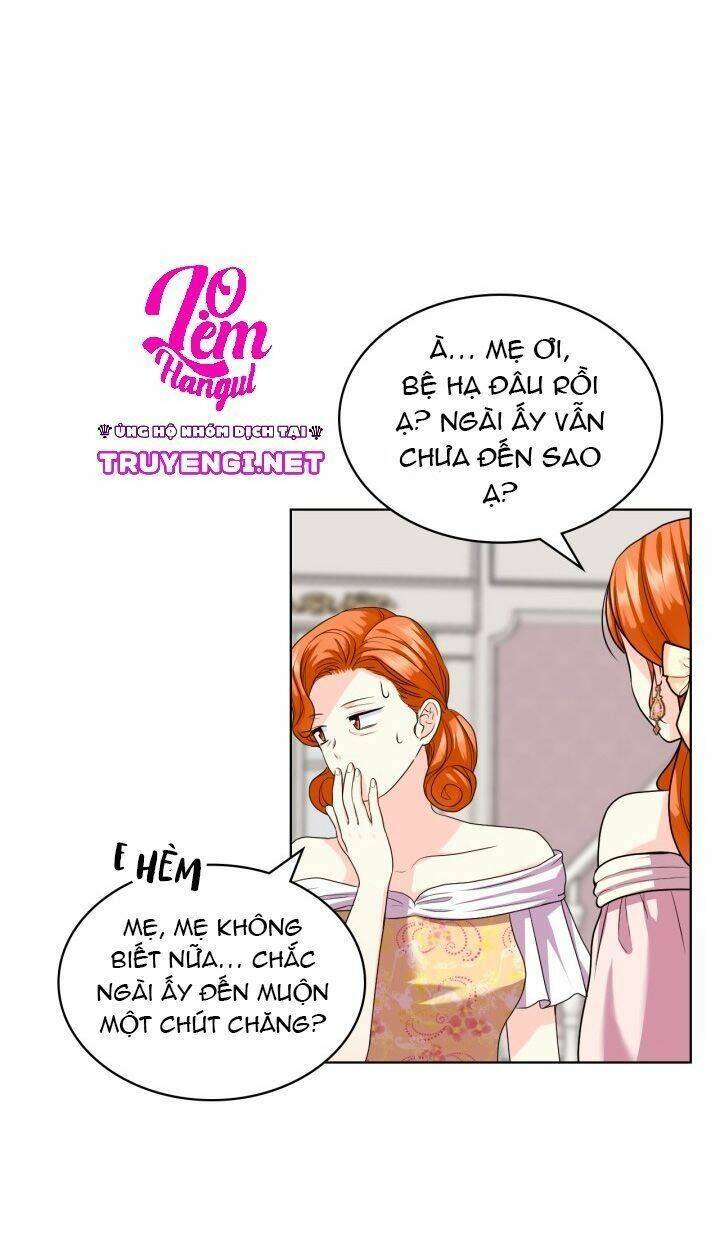 Lọ
Lem
Hangul
ỦNG HỘ NHÓM DỊCH TẠI
TRUYENGI.NET
À... MẸ ƠI,
BỆ HẠ ĐÂU RỒI
Ạ? NGÀI ẤY VẪN
CHƯA ĐẾN SAO
Ạ?
E HÈM
MẸ, MẸ KHÔNG
BIẾT NỮA... CHẮC
NGÀI ẤY ĐẾN MUỘN
MỘT CHÚT CHĂNG?